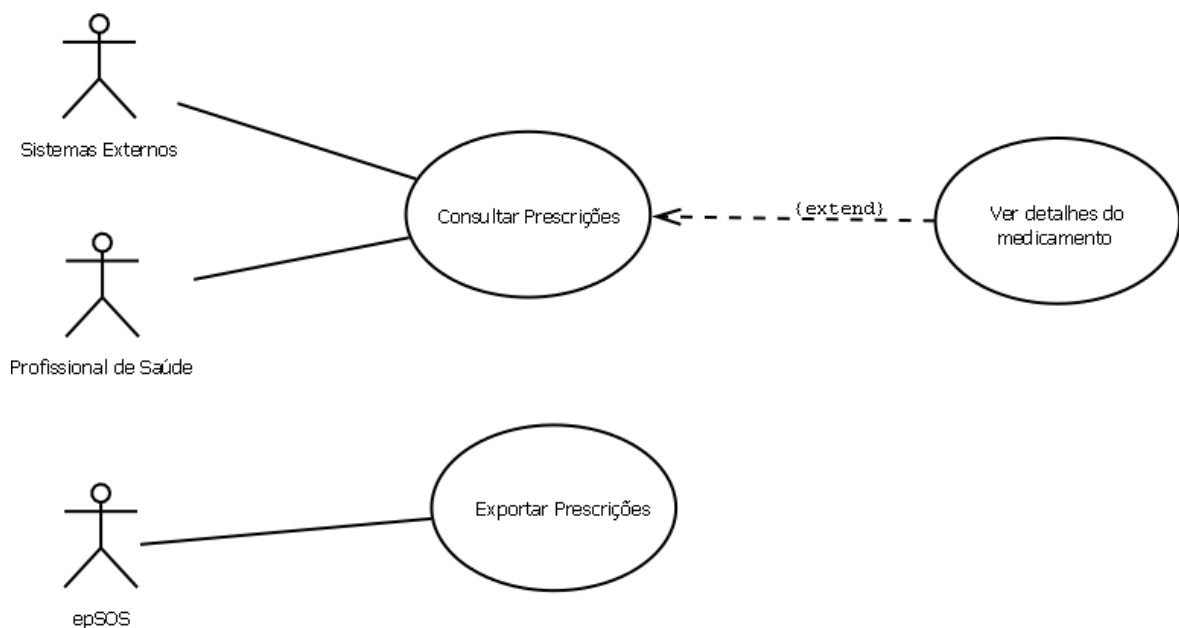 Sistemas Externos
Consultar Prescrições
{extend}
Ver detalhes do
medicamento
Profissional de Saúde
Exportar Prescrições
epSOS